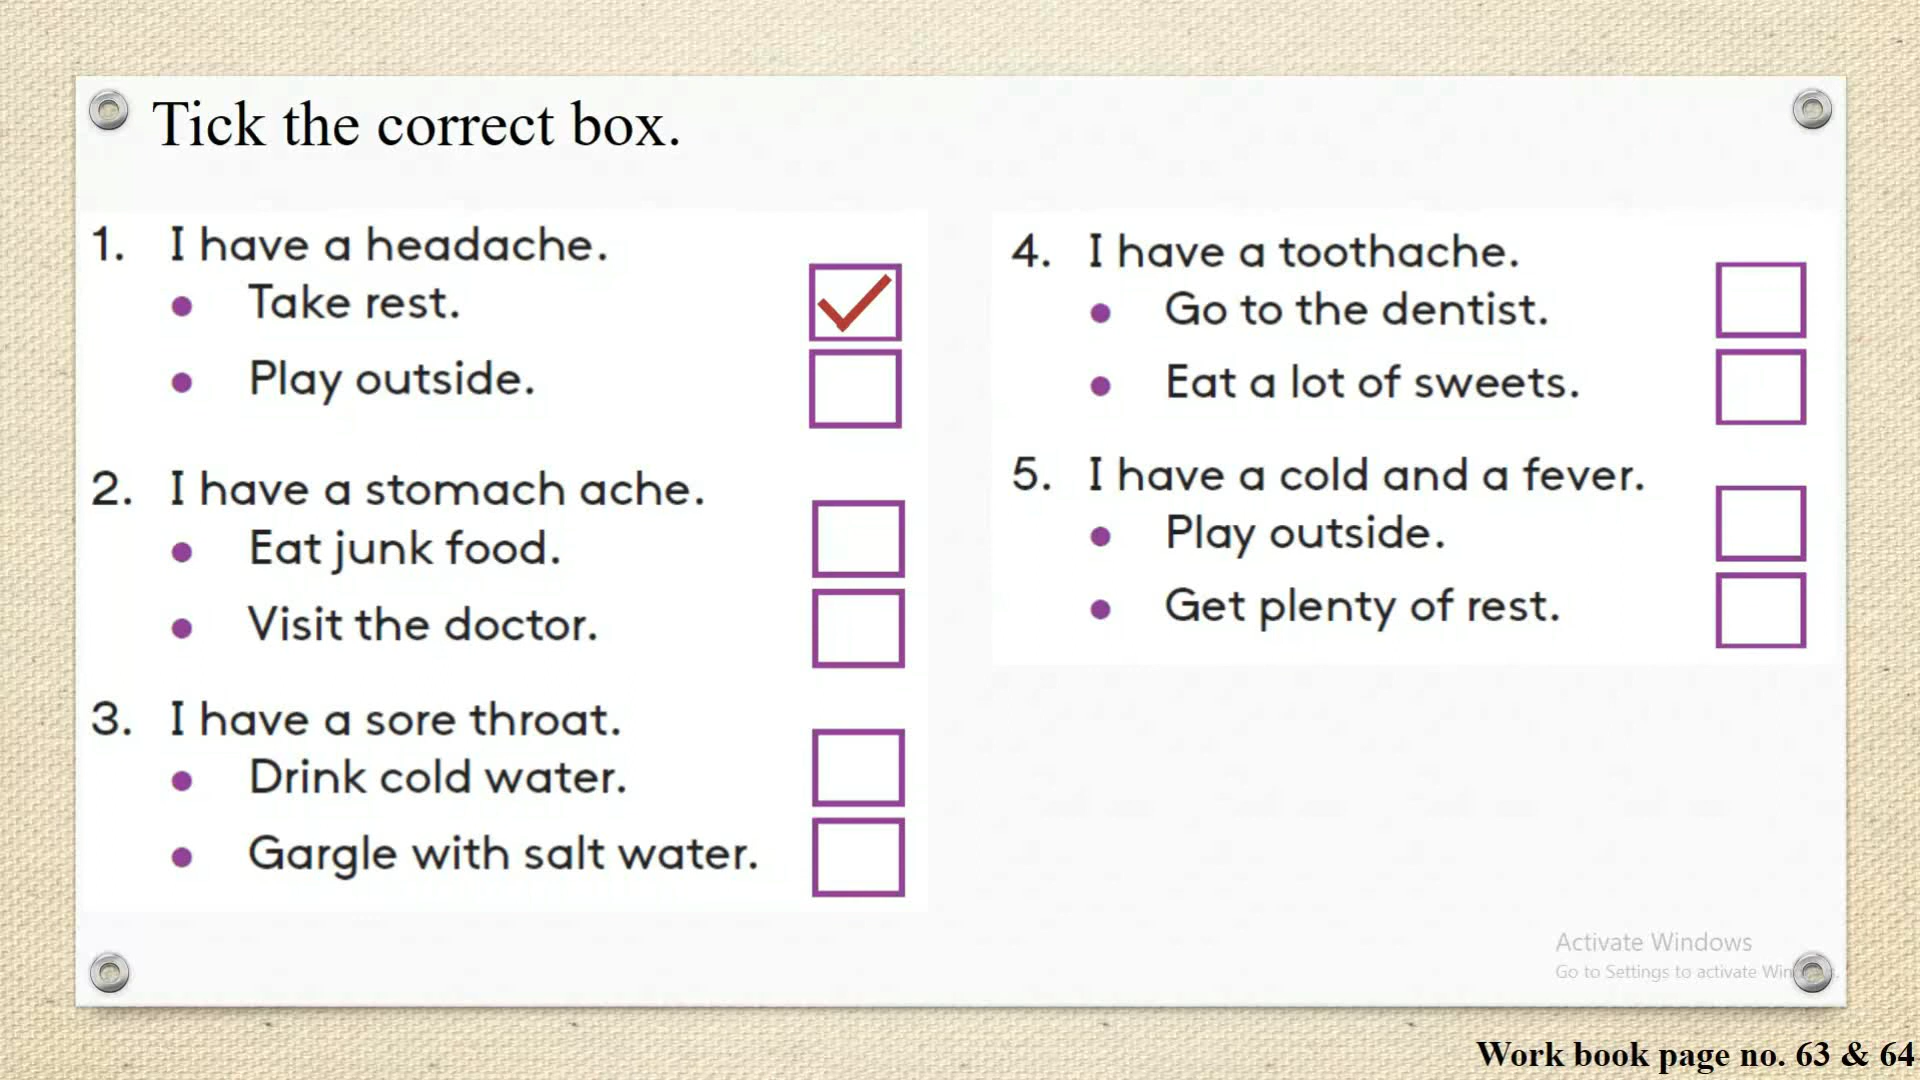 Tick the correct box.
1. I have a headache.
• Take rest.
• Play outside.
2. I have a stomach ache.
• Eat junk food.
• Visit the doctor.
3. I have a sore throat.
• Drink cold water.
• Gargle with salt water.
4. I have a toothache.
• Go to the dentist.
• Eat a lot of sweets.
5. I have a cold and a fever.
• Play outside.
• Get plenty of rest.
Activate Windows
Go to Settings to activate Windows.
Work book page no. 63 & 64